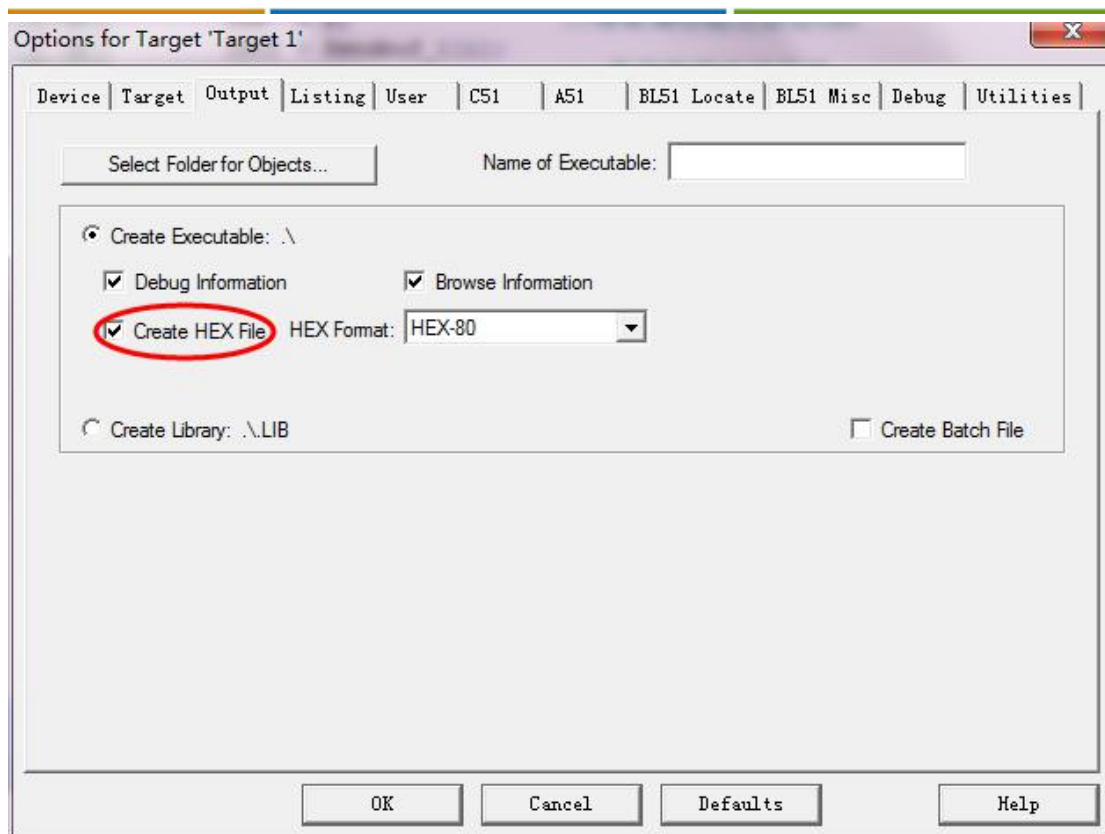 Options for Target 'Target 1'
Device Target Output Listing User C51 A51 BL51 Locate BL51 Misc Debug Utilities
Select Folder for Objects... Name of Executable:
Create Executable: .\
Debug Information Browse Information
Create HEX File HEX Format: HEX-80
Create Library: .\.LIB Create Batch File
OK Cancel Defaults Help